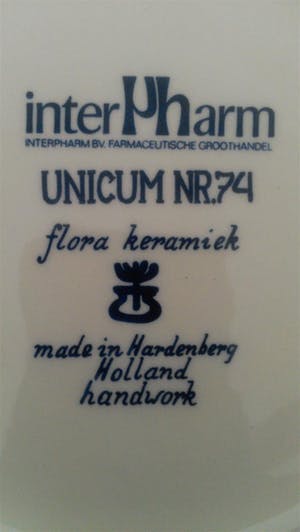 interPharm
INTERPHARM BV. FARMACEUTISCHE GROOTHANDEL
UNICUM NR.74
flora keramiek
made in Hardenberg
Holland
handwork